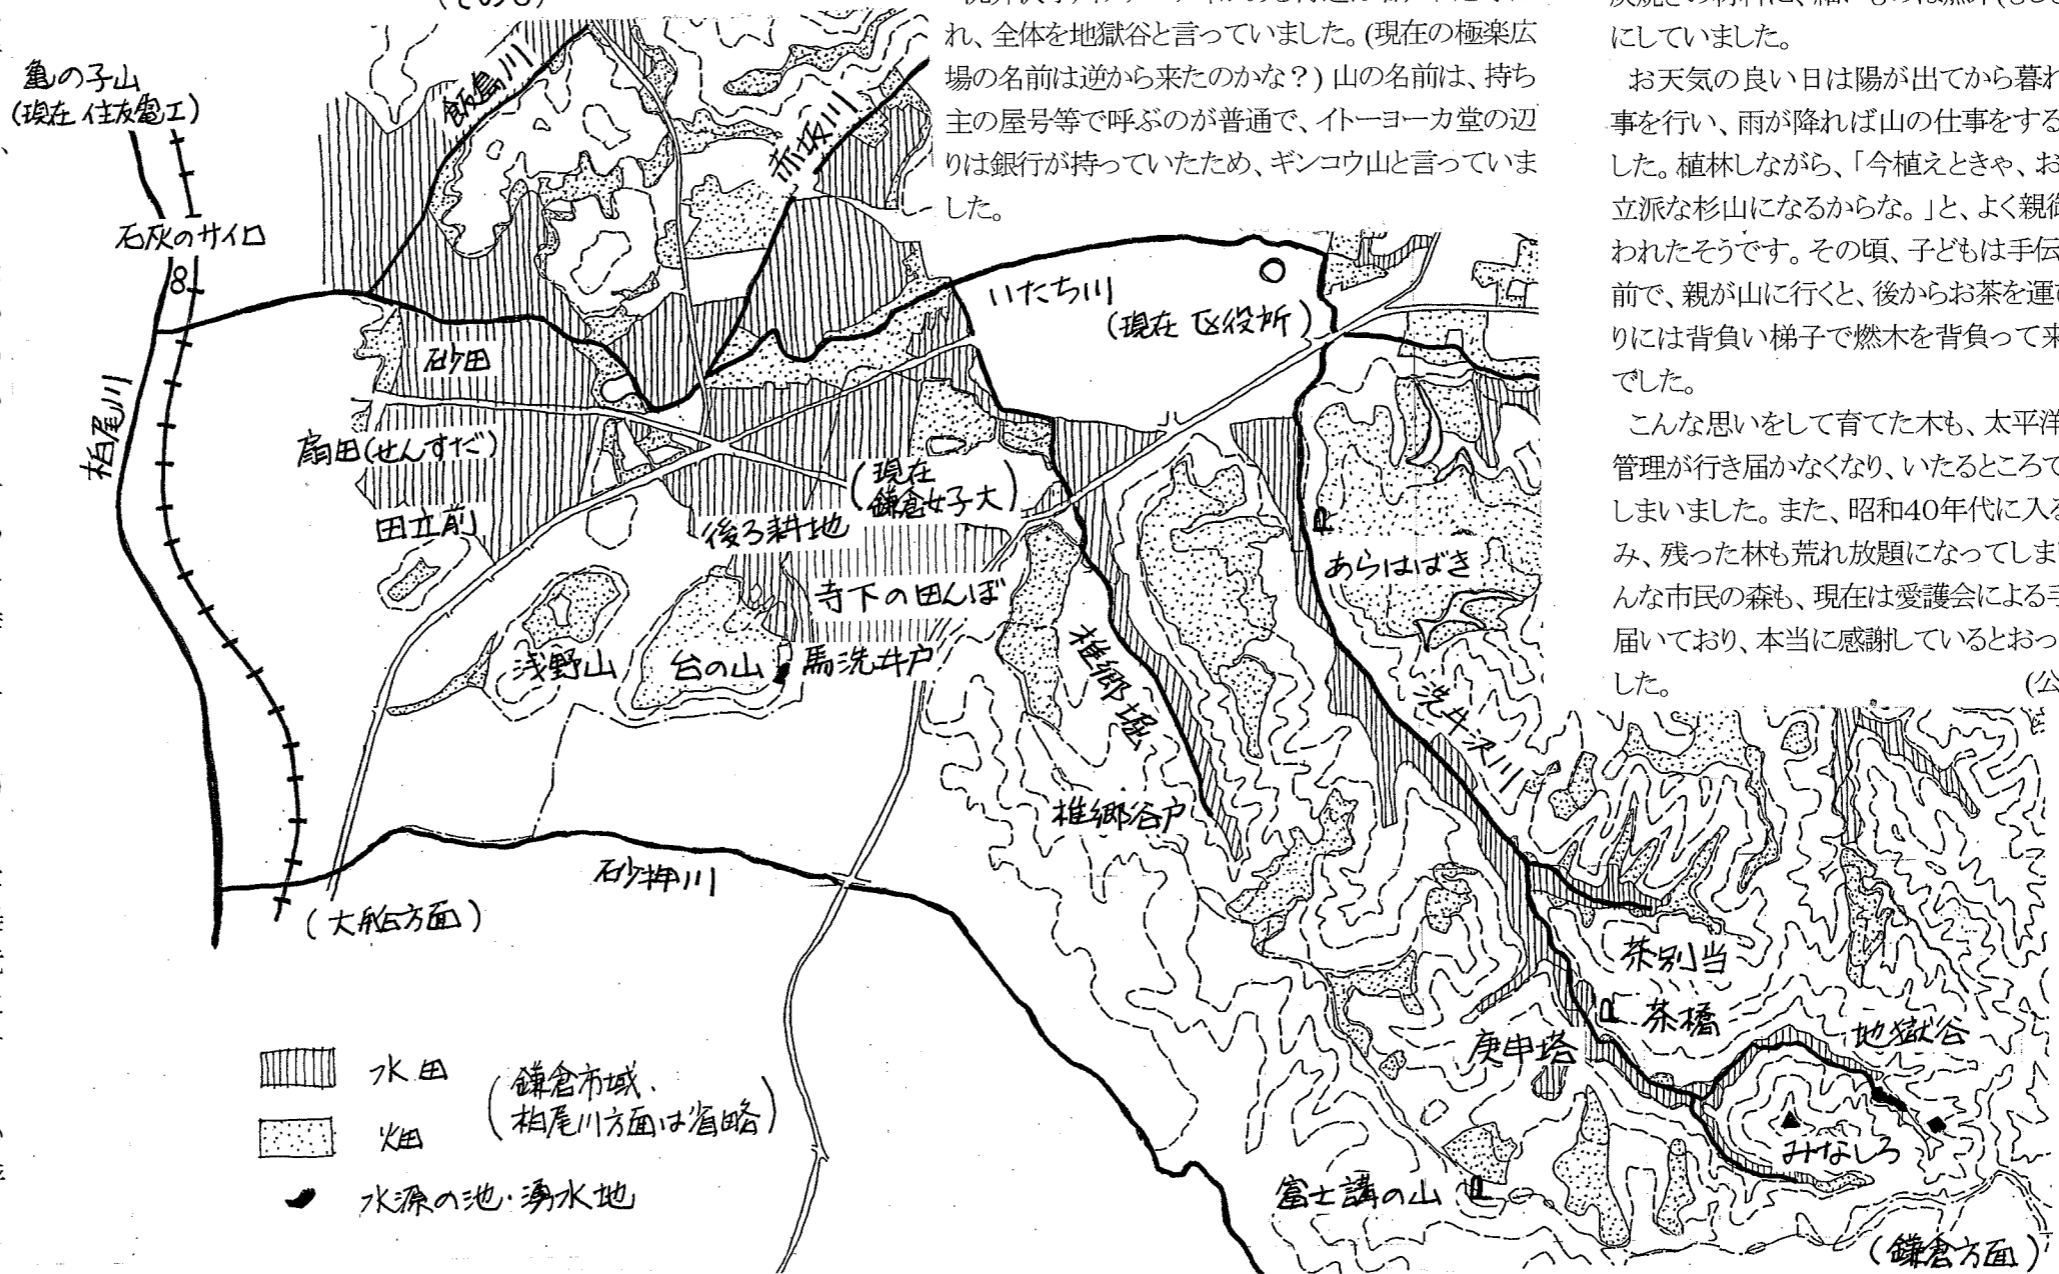 (その6)
れ、全体を地獄谷と言っていました。(現在の極楽広
場の名前は逆から来たのかな?) 山の名前は、持ち
主の屋号等で呼ぶのが普通で、イトーヨーカ堂の辺
りは銀行が持っていたため、ギンコウ山と言っていま
した。
にしていました。
お天気の良い日は陽が出てから暮れ
事を行い、雨が降れば山の仕事をする
した。植林しながら、「今植えときゃ、お
立派な杉山になるからな。」と、よく親御
われたそうです。その頃、子どもは手伝
前で、親が山に行くと、後からお茶を運
りには背負い梯子で燃木を背負って来
でした。
こんな思いをして育てた木も、太平洋
管理が行き届かなくなり、いたるところで
しまいました。また、昭和40年代に入る
み、残った林も荒れ放題になってしま
んな市民の森も、現在は愛護会による手
届いており、本当に感謝しているとおっ
した。
(公
亀の子山
(現在 住友電工)
石灰のサイロ
飯島川
赤坂川
いたち川
(現在 区役所)
柏尾川
砂田
扇田(せんすだ)
田立前
後ろ耕地
(現在
鎌倉女子大)
寺下の田んぼ
浅野山
台の山
馬洗井戸
椎郷堀
椎郷谷戸
あらはばき
洗井沢川
砂押川
(大船方面)
茶別当
茶橋
庚申塔
地獄谷
みなしろ
富士講の山
(鎌倉方面)
水田
畑
(鎌倉市域、
柏尾川方面は省略)
水源の池・湧水地